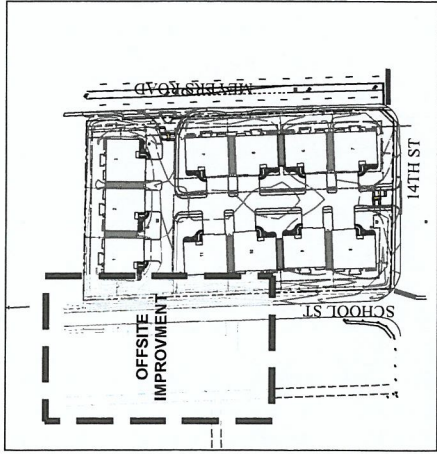 MEYERS ROAD
OFFSITE
IMPROVMENT
SCHOOL ST
14TH ST